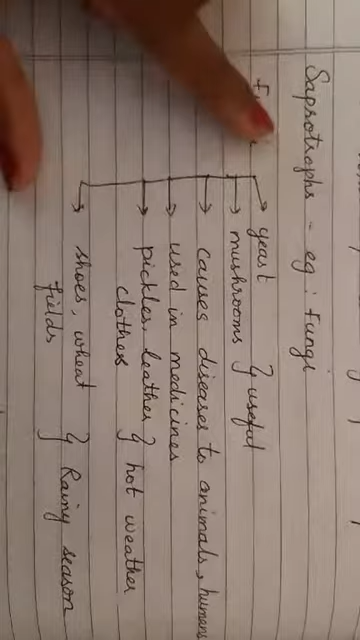 Saprotrophs - eg: Fungi
yeast
mushrooms } useful
causes diseases to animals, humans
used in medicines
pickles, leather } hot weather
clothes
shoes, wheat } Rainy season
fields